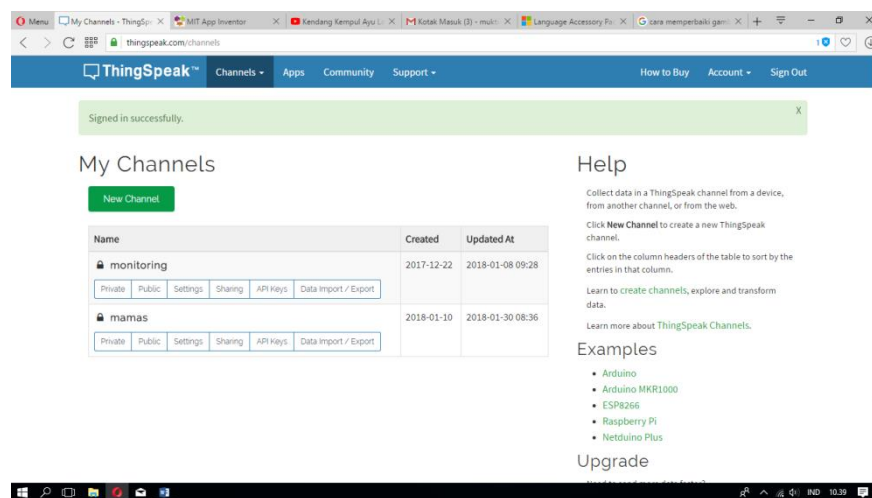 Menu
My Channels - ThingSpe
MIT App Inventor
Kendang Kempul Ayu L
Kotak Masuk (3) - mukt
Language Accessory Pa
cara memperbaiki gam
thingspeak.com/channels
1
ThingSpeak™ Channels Apps Community Support How to Buy Account Sign Out
Signed in successfully.
X
My Channels
New Channel
Name Created Updated At
monitoring 2017-12-22 2018-01-08 09:28
Private Public Settings Sharing API Keys Data Import / Export
mamas 2018-01-10 2018-01-30 08:36
Private Public Settings Sharing API Keys Data Import / Export
Help
Collect data in a ThingSpeak channel from a device,
from another channel, or from the web.
Click New Channel to create a new ThingSpeak
channel.
Click on the column headers of the table to sort by the
entries in that column.
Learn to create channels, explore and transform
data.
Learn more about ThingSpeak Channels.
Examples
Arduino
Arduino MKR1000
ESP8266
Raspberry Pi
Netduino Plus
Upgrade
IND 10.39